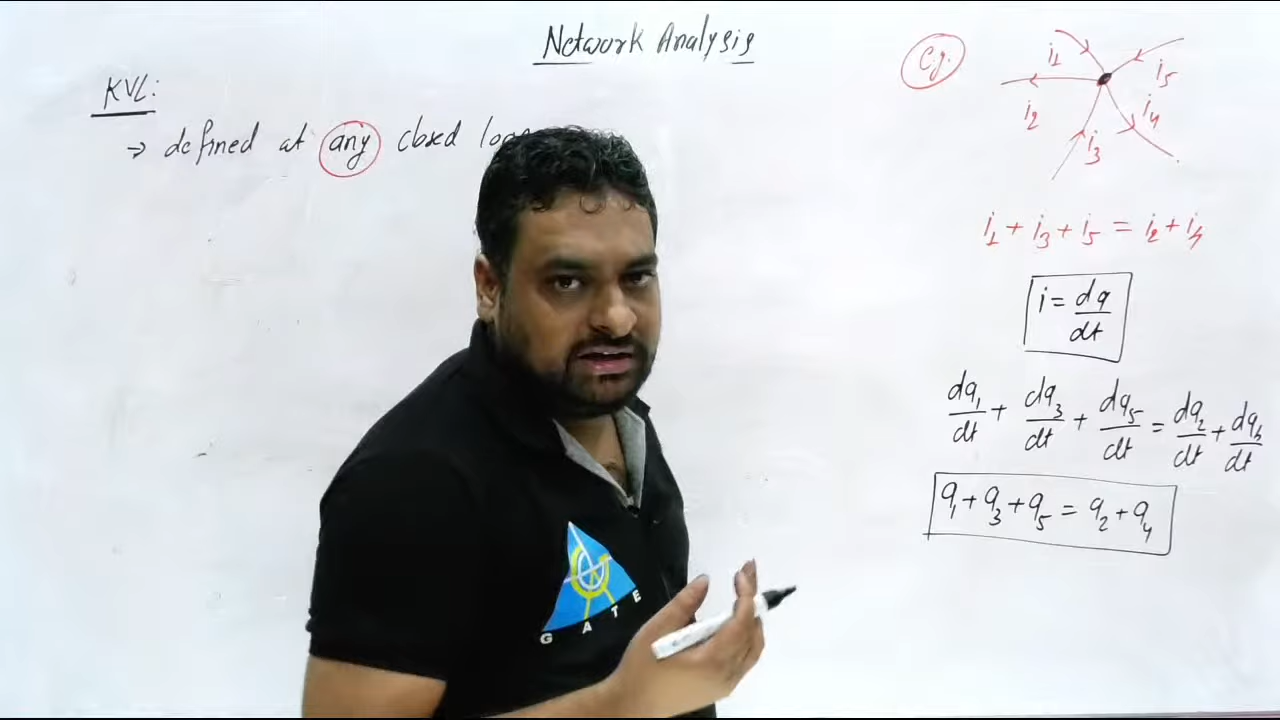 Network Analysis
KVL:
→ defined at any closed
e.g.
i1
i5
i2
i4
i3
i1 + i3 + i5 = i2 + i4
i = dq/dt
dq1/dt + dq3/dt + dq5/dt = dq2/dt + dq4/dt
q1 + q3 + q5 = q2 + q4
GATE